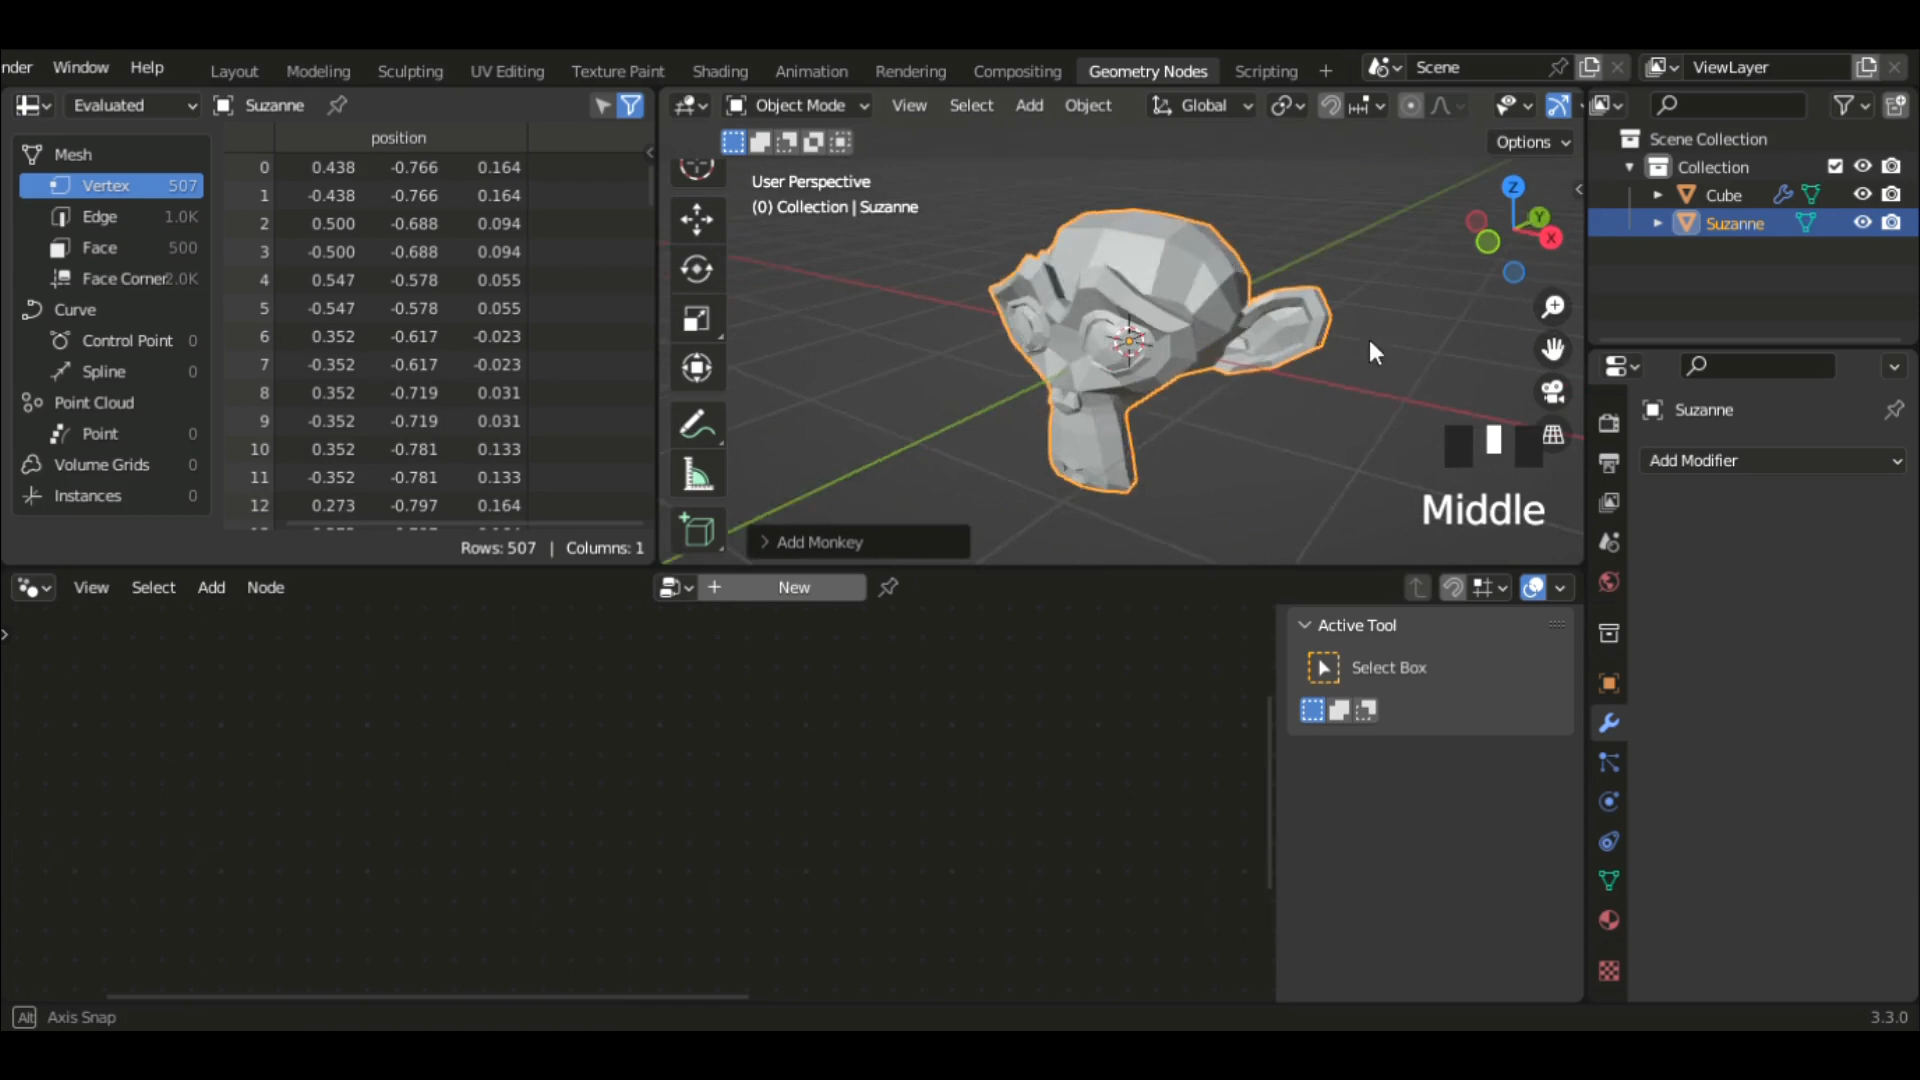 nder Window Help Layout Modeling Sculpting UV Editing Texture Paint Shading Animation Rendering Compositing Geometry Nodes Scripting + Scene ViewLayer
Evaluated Suzanne
position
Mesh
Vertex 507
Edge 1.0K
Face 500
Face Corner 2.0K
Curve
Control Point 0
Spline 0
Point Cloud
Point 0
Volume Grids 0
Instances 0
0 0.438 -0.766 0.164
1 -0.438 -0.766 0.164
2 0.500 -0.688 0.094
3 -0.500 -0.688 0.094
4 0.547 -0.578 0.055
5 -0.547 -0.578 0.055
6 0.352 -0.617 -0.023
7 -0.352 -0.617 -0.023
8 0.352 -0.719 0.031
9 -0.352 -0.719 0.031
10 0.352 -0.781 0.133
11 -0.352 -0.781 0.133
12 0.273 -0.797 0.164
Rows: 507 | Columns: 1
Object Mode View Select Add Object Global
Options
User Perspective
(0) Collection | Suzanne
Z
Y
X
Middle
Add Monkey
Scene Collection
Collection
Cube
Suzanne
Suzanne
Add Modifier
View Select Add Node
+ New
Active Tool
Select Box
Alt Axis Snap
3.3.0